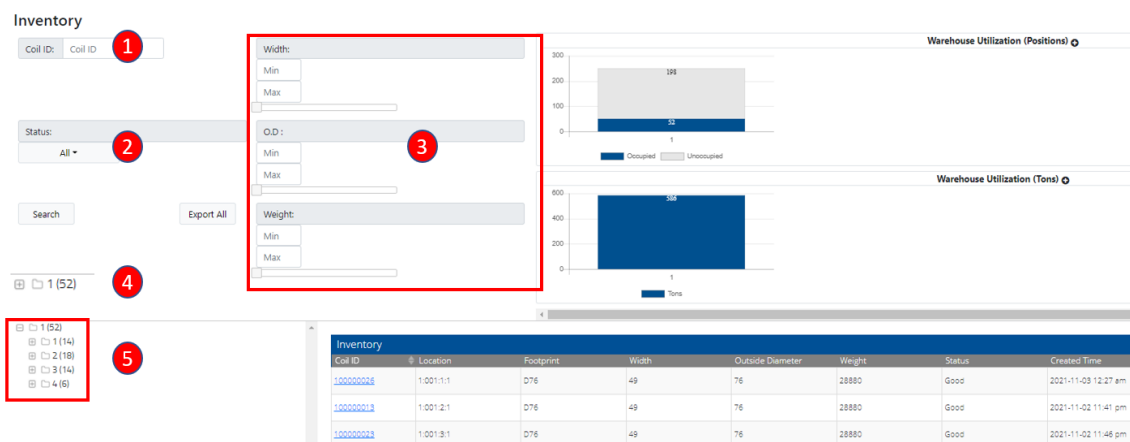 Inventory
Coil ID: Coil ID
1
Status:
All
2
Search Export All
1 (52)
4
Width:
Min
Max
O.D :
Min
Max
3
Weight:
Min
Max
Warehouse Utilization (Positions)
300
200
100
0
198
52
1
Occupied Unoccupied
Warehouse Utilization (Tons)
600
400
200
0
586
1
Tons
1 (52)
1 (14)
2 (18)
3 (14)
4 (6)
5
Inventory
Coil ID Location Footprint Width Outside Diameter Weight Status Created Time
100000026 1:001:1:1 D76 49 76 28880 Good 2021-11-03 12:27 am
100000013 1:001:2:1 D76 49 76 28880 Good 2021-11-02 11:41 pm
100000023 1:001:3:1 D76 49 76 28880 Good 2021-11-02 11:46 pm